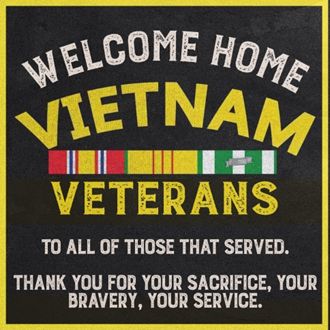 WELCOME HOME
VIETNAM
VETERANS
TO ALL OF THOSE THAT SERVED.
THANK YOU FOR YOUR SACRIFICE, YOUR
BRAVERY, YOUR SERVICE.